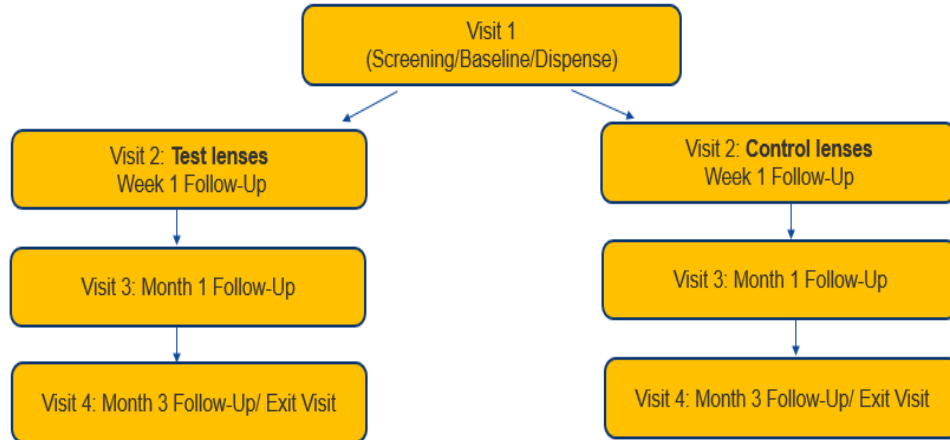 Visit 1
(Screening/Baseline/Dispense)
Visit 2: Test lenses
Week 1 Follow-Up
Visit 3: Month 1 Follow-Up
Visit 4: Month 3 Follow-Up/ Exit Visit
Visit 2: Control lenses
Week 1 Follow-Up
Visit 3: Month 1 Follow-Up
Visit 4: Month 3 Follow-Up/ Exit Visit